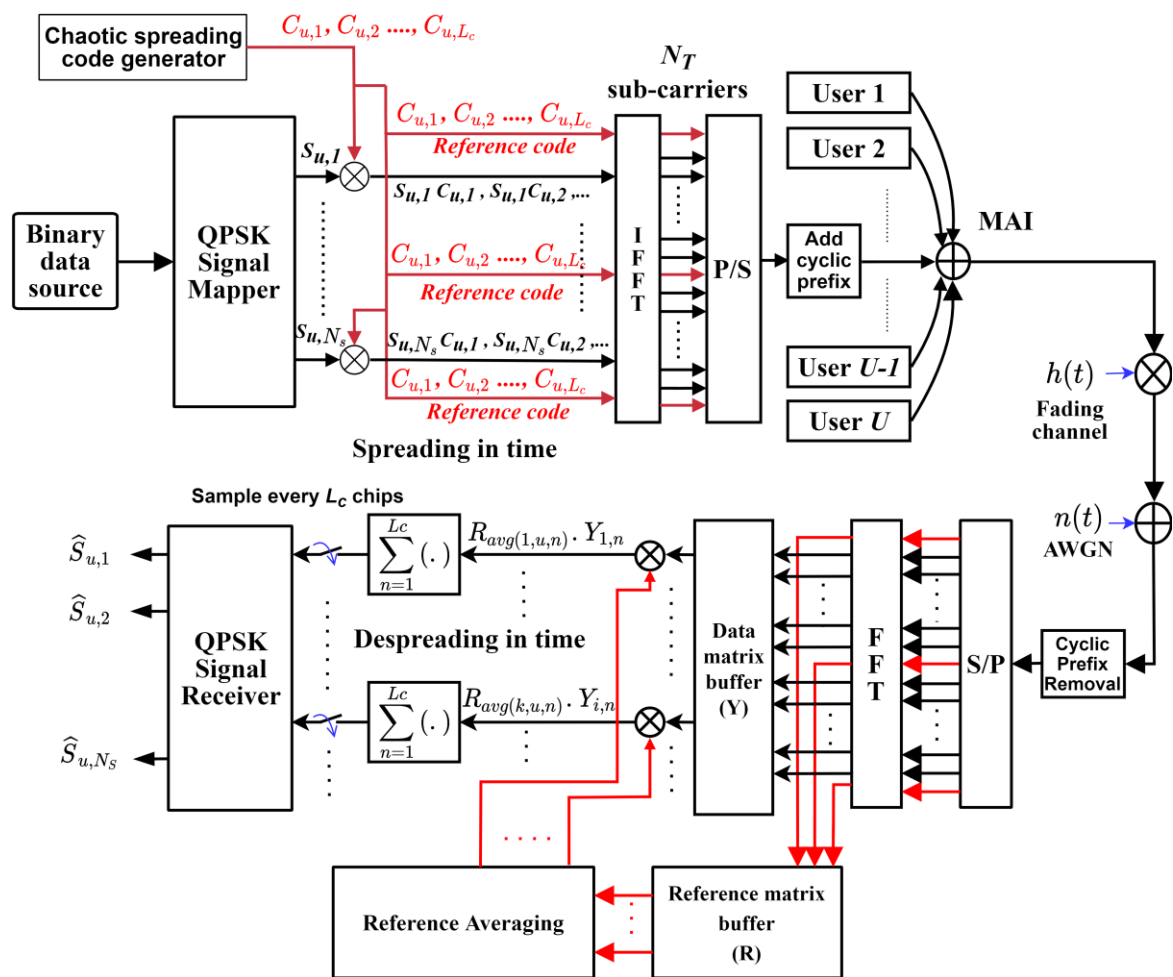 Chaotic spreading
code generator
C_{u,1}, C_{u,2} ...., C_{u,L_c}
N_T
sub-carriers
C_{u,1}, C_{u,2} ...., C_{u,L_c}
Reference code
S_{u,1}
S_{u,1} C_{u,1} , S_{u,1}C_{u,2} ,...
Binary
data
source
QPSK
Signal
Mapper
C_{u,1}, C_{u,2} ...., C_{u,L_c}
Reference code
S_{u,N_s}
S_{u,N_s}C_{u,1} , S_{u,N_s}C_{u,2} ,...
C_{u,1}, C_{u,2} ...., C_{u,L_c}
Reference code
Spreading in time
I
F
F
T
P/S
Add
cyclic
prefix
User 1
User 2
User U-1
User U
MAI
h(t)
Fading
channel
n(t)
AWGN
Cyclic
Prefix
Removal
S/P
F
F
T
Data
matrix
buffer
(Y)
Sample every L_c chips
R_{avg(1,u,n)} . Y_{1,n}
\sum_{n=1}^{Lc} (. )
Despreading in time
R_{avg(k,u,n)} . Y_{i,n}
\sum_{n=1}^{Lc} (. )
QPSK
Signal
Receiver
\hat{S}_{u,1}
\hat{S}_{u,2}
\hat{S}_{u,N_S}
Reference Averaging
Reference matrix
buffer
(R)